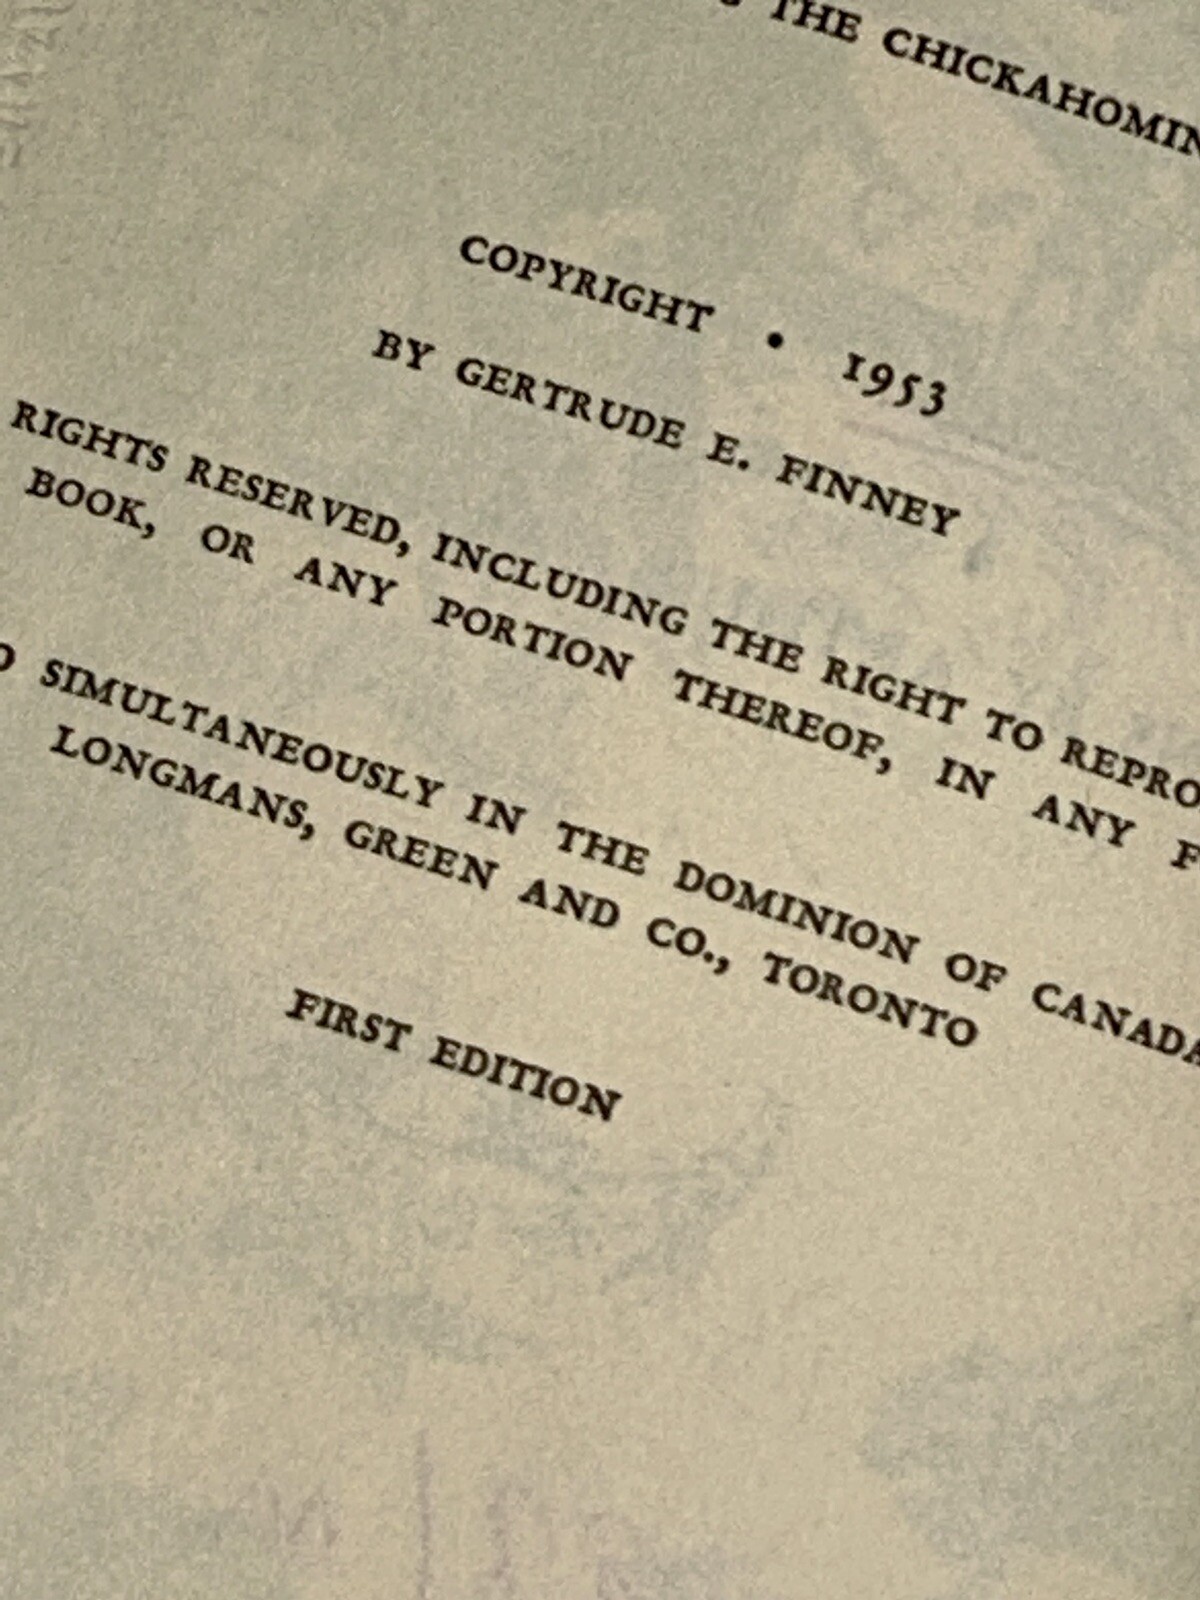 THE CHICKAHOMIN
COPYRIGHT • 1953
BY GERTRUDE E. FINNEY
RIGHTS RESERVED, INCLUDING THE RIGHT TO REPRO
BOOK, OR ANY PORTION THEREOF, IN ANY F
D SIMULTANEOUSLY IN THE DOMINION OF CANADA
LONGMANS, GREEN AND CO., TORONTO
FIRST EDITION